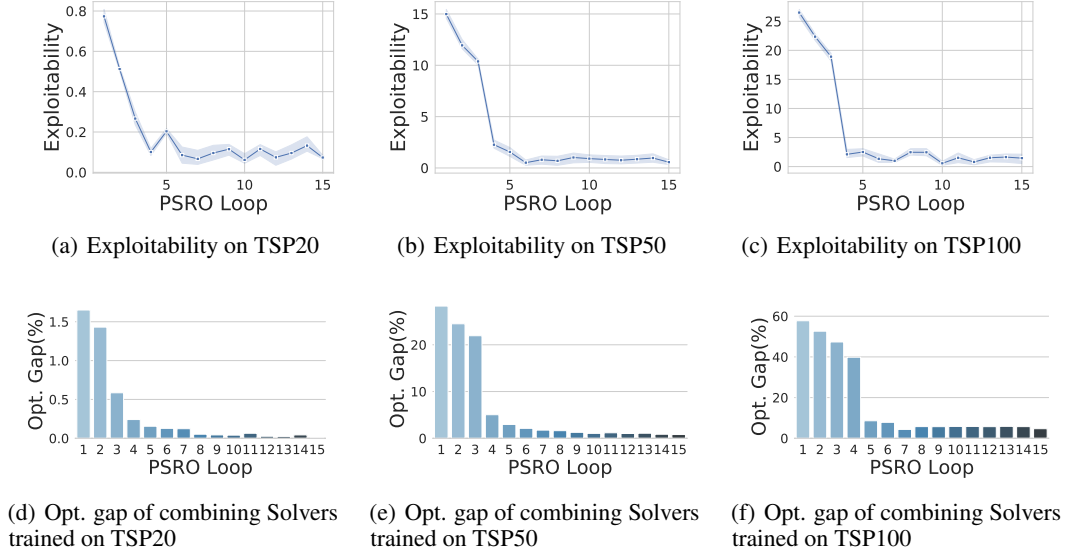 0.8
0.6
0.4
0.2
0.0
Exploitability
5
10
15
PSRO Loop
(a) Exploitability on TSP20
15
10
5
0
Exploitability
5
10
15
PSRO Loop
(b) Exploitability on TSP50
25
20
15
10
5
0
Exploitability
5
10
15
PSRO Loop
(c) Exploitability on TSP100
1.5
1.0
0.5
0.0
Opt. Gap(%)
1 2 3 4 5 6 7 8 9 10 11 12 13 14 15
PSRO Loop
(d) Opt. gap of combining Solvers
trained on TSP20
20
10
0
Opt. Gap(%)
1 2 3 4 5 6 7 8 9 10 11 12 13 14 15
PSRO Loop
(e) Opt. gap of combining Solvers
trained on TSP50
60
40
20
0
Opt. Gap(%)
1 2 3 4 5 6 7 8 9 10 11 12 13 14 15
PSRO Loop
(f) Opt. gap of combining Solvers
trained on TSP100